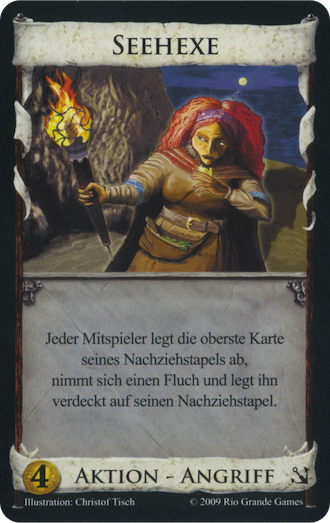 Seehexe
Jeder Mitspieler legt die oberste Karte
seines Nachziehstapels ab,
nimmt sich einen Fluch und legt ihn
verdeckt auf seinen Nachziehstapel.
4 Aktion - Angriff
Illustration: Christof Tisch © 2009 Rio Grande Games